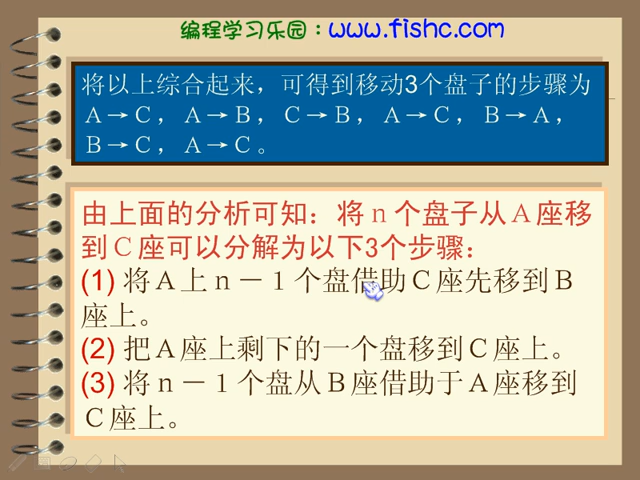 编程学习乐园：www.fishc.com
将以上综合起来，可得到移动3个盘子的步骤为
Ａ→Ｃ，Ａ→Ｂ，Ｃ→Ｂ，Ａ→Ｃ，Ｂ→Ａ，
Ｂ→Ｃ，Ａ→Ｃ。
由上面的分析可知：将ｎ个盘子从Ａ座移
到Ｃ座可以分解为以下3个步骤：
(1) 将Ａ上ｎ－１个盘借助Ｃ座先移到Ｂ
座上。
(2) 把Ａ座上剩下的一个盘移到Ｃ座上。
(3) 将ｎ－１个盘从Ｂ座借助于Ａ座移到
Ｃ座上。